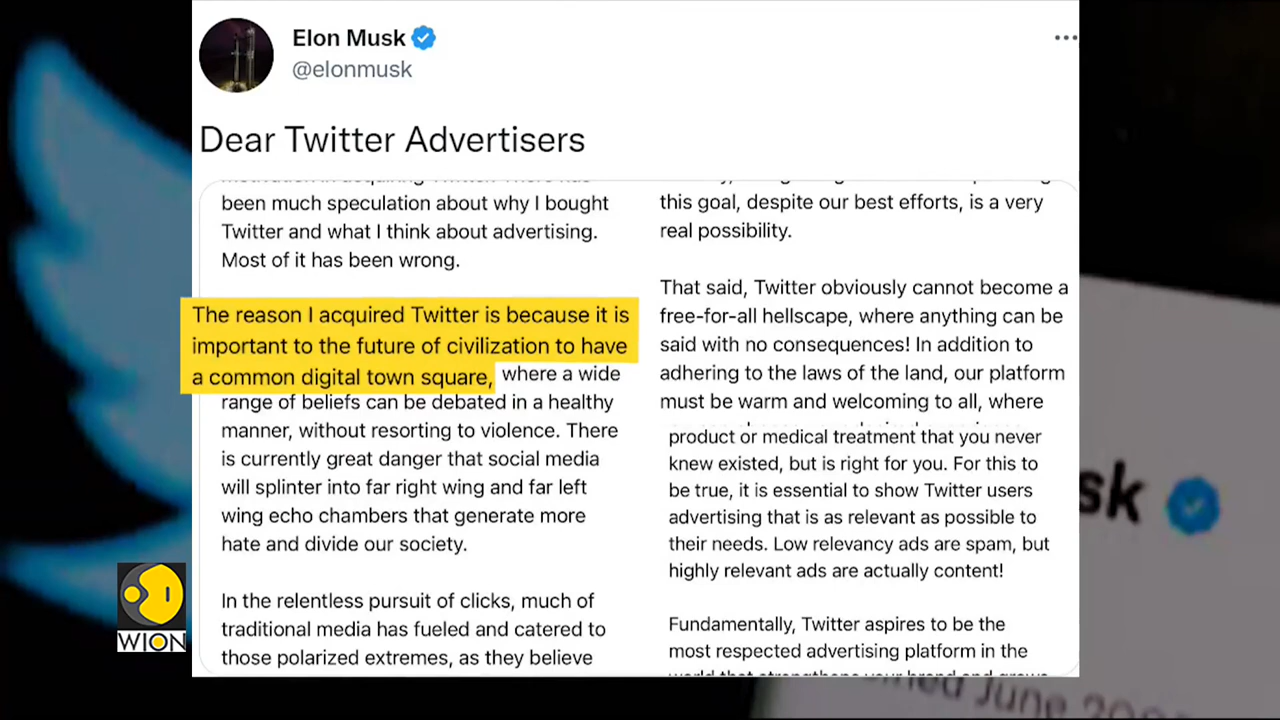 Elon Musk
@elonmusk
Dear Twitter Advertisers
been much speculation about why I bought
Twitter and what I think about advertising.
Most of it has been wrong.
The reason I acquired Twitter is because it is
important to the future of civilization to have
a common digital town square, where a wide
range of beliefs can be debated in a healthy
manner, without resorting to violence. There
is currently great danger that social media
will splinter into far right wing and far left
wing echo chambers that generate more
hate and divide our society.
In the relentless pursuit of clicks, much of
traditional media has fueled and catered to
those polarized extremes, as they believe
this goal, despite our best efforts, is a very
real possibility.
That said, Twitter obviously cannot become a
free-for-all hellscape, where anything can be
said with no consequences! In addition to
adhering to the laws of the land, our platform
must be warm and welcoming to all, where
product or medical treatment that you never
knew existed, but is right for you. For this to
be true, it is essential to show Twitter users
advertising that is as relevant as possible to
their needs. Low relevancy ads are spam, but
highly relevant ads are actually content!
Fundamentally, Twitter aspires to be the
most respected advertising platform in the
sk
June
WION